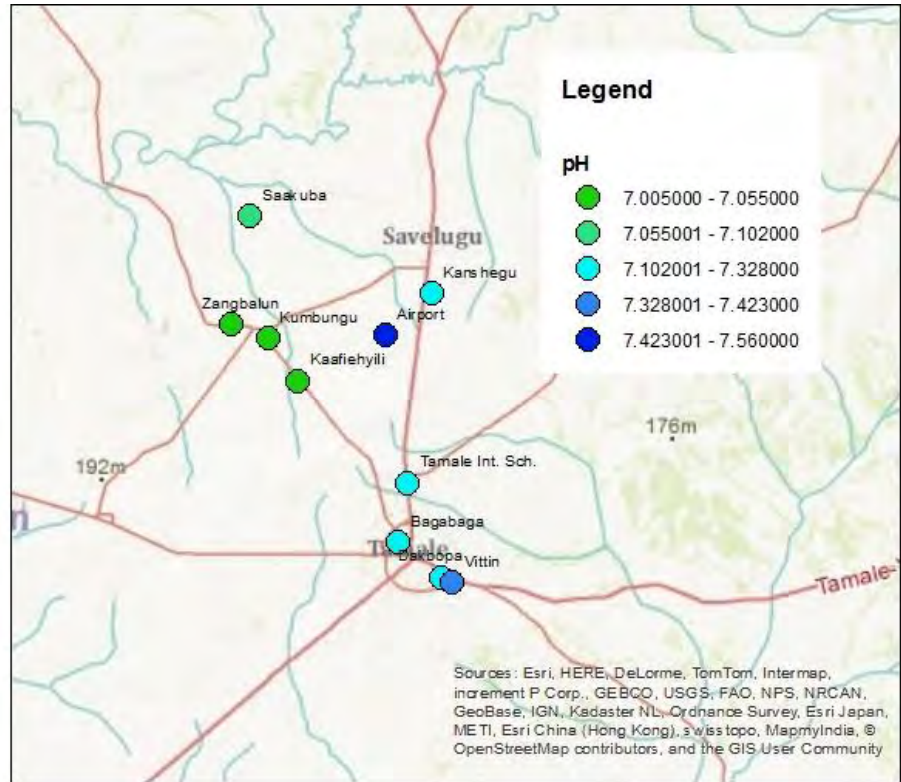 Legend
pH
7.005000 - 7.055000
7.055001 - 7.102000
7.102001 - 7.328000
7.328001 - 7.423000
7.423001 - 7.560000
Saakuba
Savelugu
Kanshegu
Zangbalun
Kumbungu
Airport
Kaafiehyili
176m
192m
Tamale Int. Sch.
n
Bagabaga
Tamale
Dakbopa
Vittin
Tamale-
Sources: Esri, HERE, DeLorme, TomTom, Intermap,
increment P Corp., GEBCO, USGS, FAO, NPS, NRCAN,
GeoBase, IGN, Kadaster NL, Ordnance Survey, Esri Japan,
METI, Esri China (Hong Kong), swisstopo, MapmyIndia, ©
OpenStreetMap contributors, and the GIS User Community